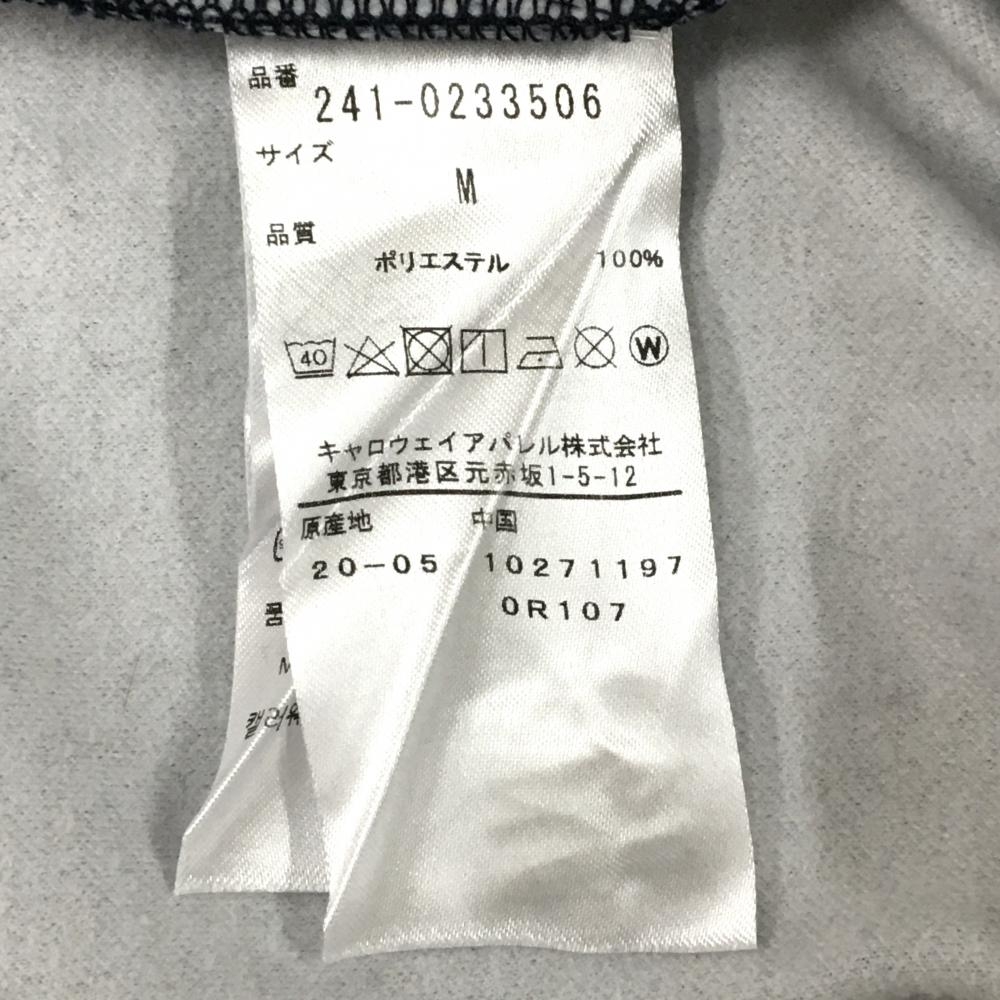 品番
241-0233506
サイズ
M
品質
ポリエステル 100%
40 W
キャロウェイアパレル株式会社
東京都港区元赤坂1-5-12
原産地 中国
20-05 10271197
0R107
M